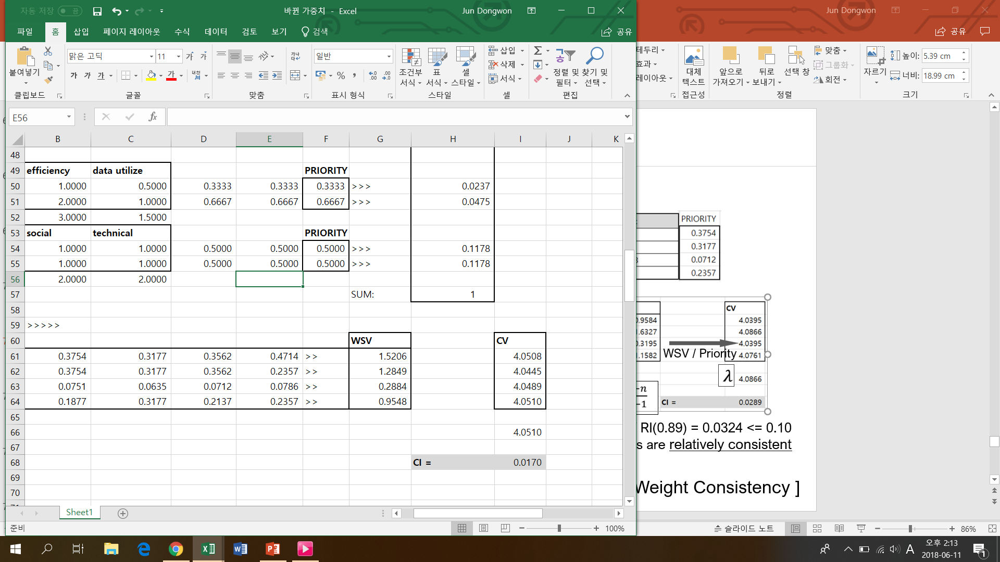 자동 저장 끔 바뀐 가중치 - Excel Jun Dongwon
파일 홈 삽입 페이지 레이아웃 수식 데이터 검토 보기 검색 공유
붙여넣기 맑은 고딕 11 가 가 가나다 일반 조건부 서식 표 서식 셀 스타일 삽입 삭제 서식 정렬 및 필터 찾기 및 선택
가 가 가 가 내천 %
클립보드 글꼴 맞춤 표시 형식 스타일 셀 편집
E56 fx
B C D E F G H I J K
48
49 efficiency data utilize PRIORITY
50 1.0000 0.5000 0.3333 0.3333 0.3333 >>> 0.0237
51 2.0000 1.0000 0.6667 0.6667 0.6667 >>> 0.0475
52 3.0000 1.5000
53 social technical PRIORITY
54 1.0000 1.0000 0.5000 0.5000 0.5000 >>> 0.1178
55 1.0000 1.0000 0.5000 0.5000 0.5000 >>> 0.1178
56 2.0000 2.0000
57 SUM: 1
58
59 >>>>>
60 WSV CV
61 0.3754 0.3177 0.3562 0.4714 >> 1.5206 4.0508
62 0.3754 0.3177 0.3562 0.2357 >> 1.2849 4.0445
63 0.0751 0.0635 0.0712 0.0786 >> 0.2884 4.0489
64 0.1877 0.3177 0.2137 0.2357 >> 0.9548 4.0510
65
66 4.0510
67
68 CI = 0.0170
69
70
Sheet1
준비 100%
Jun Dongwon
공유
테두리
효과
레이아웃
대체 텍스트 앞으로 가져오기 뒤로 보내기 선택 창 맞춤 그룹화 회전 자르기
높이: 5.39 cm
너비: 18.99 cm
접근성 정렬 크기
PRIORITY
0.3754
0.3177
0.0712
0.2357
CV
.9584 4.0395
.6327 4.0866
.3195 4.0395
.1582 WSV / Priority 4.0761
λ 4.0866
-n
-1
CI = 0.0289
RI(0.89) = 0.0324 <= 0.10
s are relatively consistent
Weight Consistency ]
슬라이드 노트 86%
A 오후 2:13
2018-06-11
1